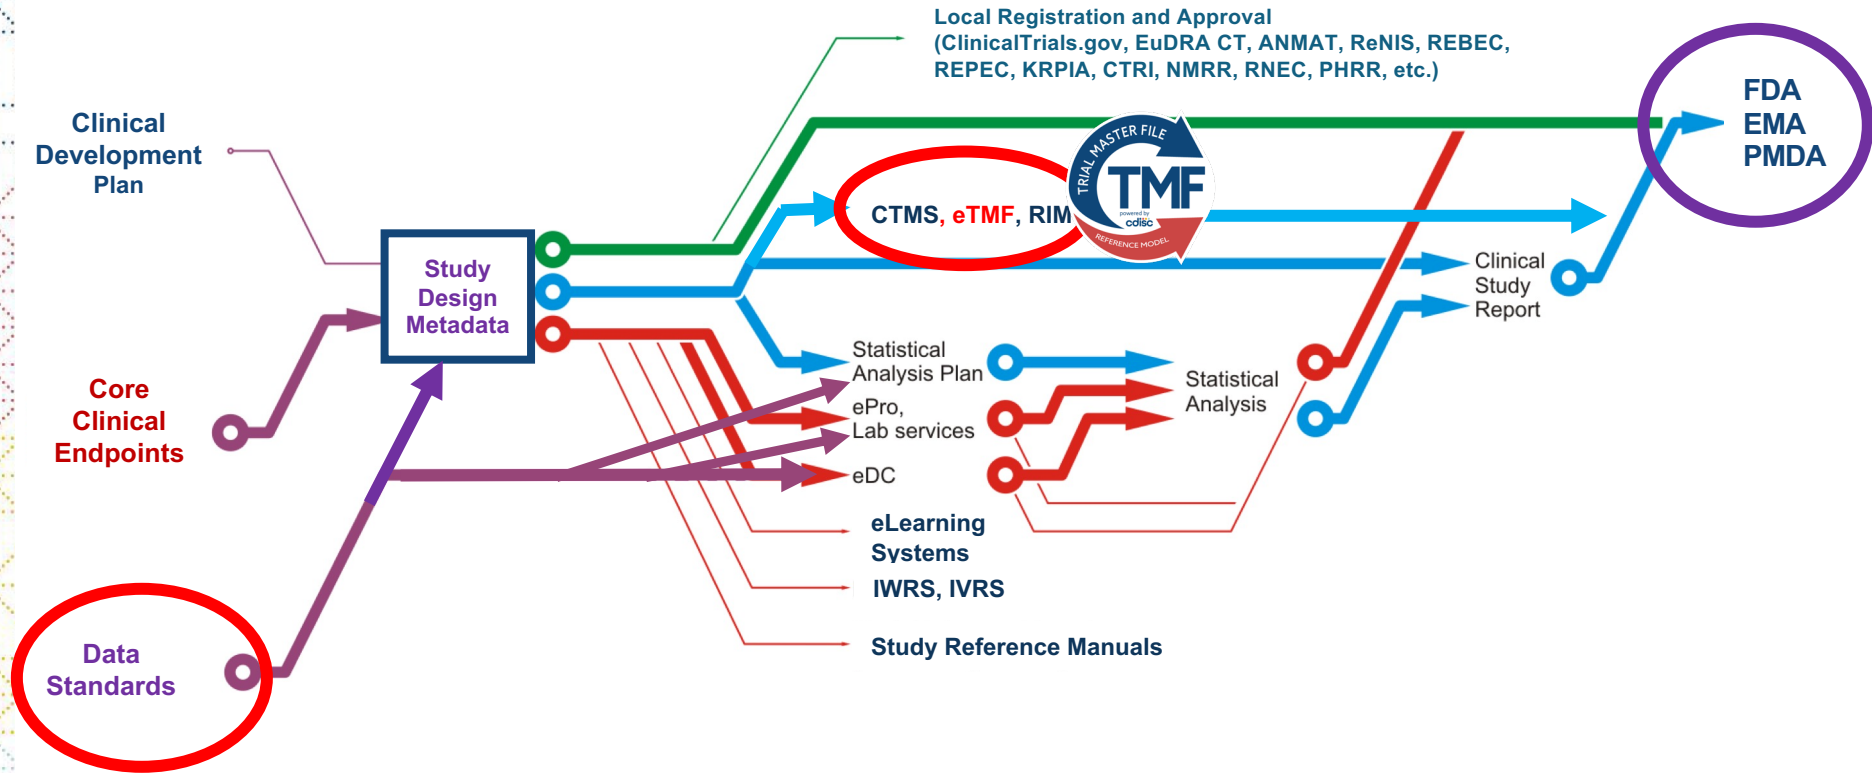 Local Registration and Approval
(ClinicalTrials.gov, EuDRA CT, ANMAT, ReNIS, REBEC,
REPEC, KRPIA, CTRI, NMRR, RNEC, PHRR, etc.)
FDA
EMA
PMDA
Clinical
Development
Plan
TRIAL MASTER FILE
TMF
powered by
cdisc
REFERENCE MODEL
CTMS, eTMF, RIM
Study
Design
Metadata
Clinical
Study
Report
Statistical
Analysis Plan
ePro,
Lab services
eDC
Statistical
Analysis
Core
Clinical
Endpoints
eLearning
Systems
IWRS, IVRS
Study Reference Manuals
Data
Standards